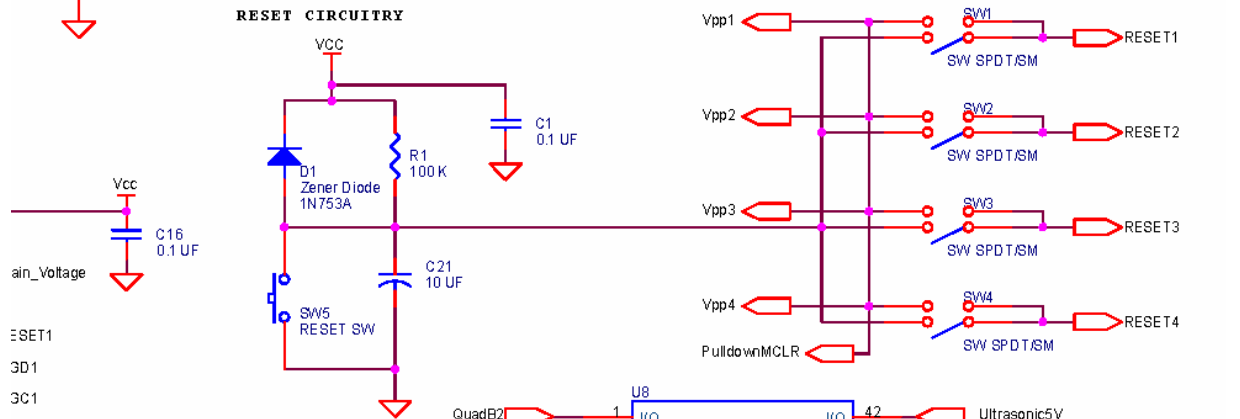 RESET CIRCUITRY
VCC
Vpp1
SW1
RESET1
SW SPDT/SM
C1
0.1 UF
Vpp2
SW2
RESET2
SW SPDT/SM
R1
100K
D1
Zener Diode
1N753A
Vcc
C16
0.1 UF
Vpp3
SW3
RESET3
SW SPDT/SM
ain_Voltage
C21
10 UF
SW5
RESET SW
Vpp4
SW4
RESET4
SW SPDT/SM
ESET1
PulldownMCLR
GD1
GC1
U8
QuadB2
1
I/O
I/O
42
Ultrasonic5V